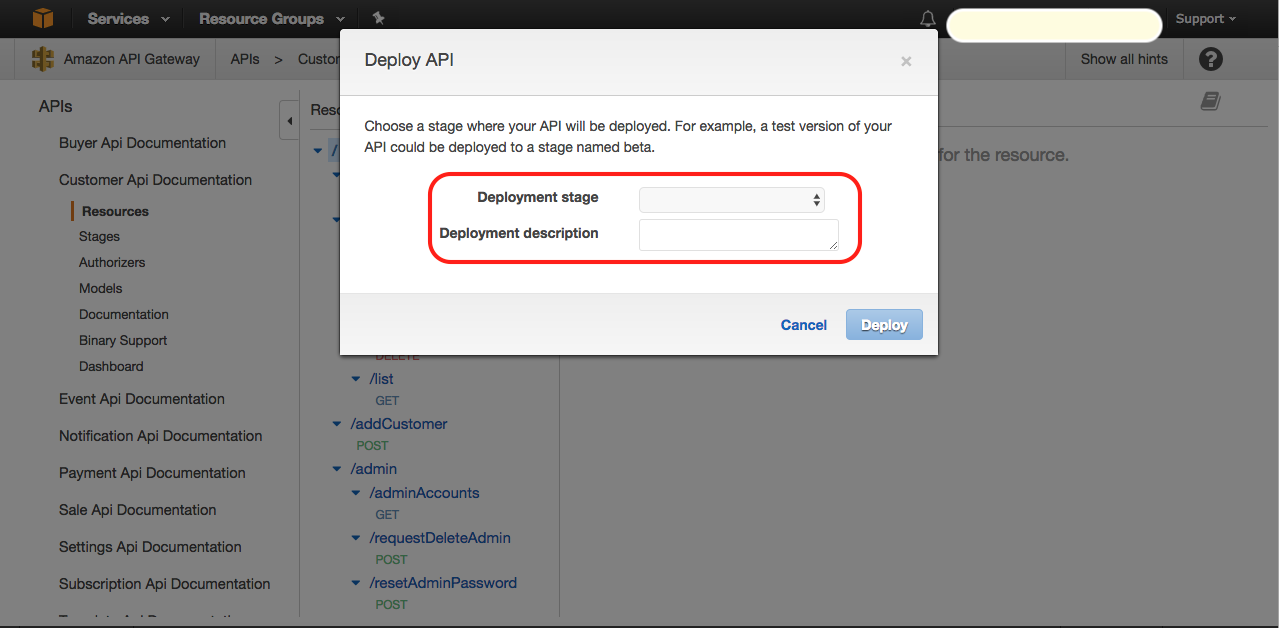 Services
Resource Groups
Support
Amazon API Gateway
APIs
>
Custor
Show all hints
?
APIs
Buyer Api Documentation
Customer Api Documentation
Resources
Stages
Authorizers
Models
Documentation
Binary Support
Dashboard
Event Api Documentation
Notification Api Documentation
Payment Api Documentation
Sale Api Documentation
Settings Api Documentation
Subscription Api Documentation
Reso
/
Deploy API
×
Choose a stage where your API will be deployed. For example, a test version of your
API could be deployed to a stage named beta.
Deployment stage
Deployment description
Cancel
Deploy
for the resource.
DELETE
/list
GET
/addCustomer
POST
/admin
/adminAccounts
GET
/requestDeleteAdmin
POST
/resetAdminPassword
POST